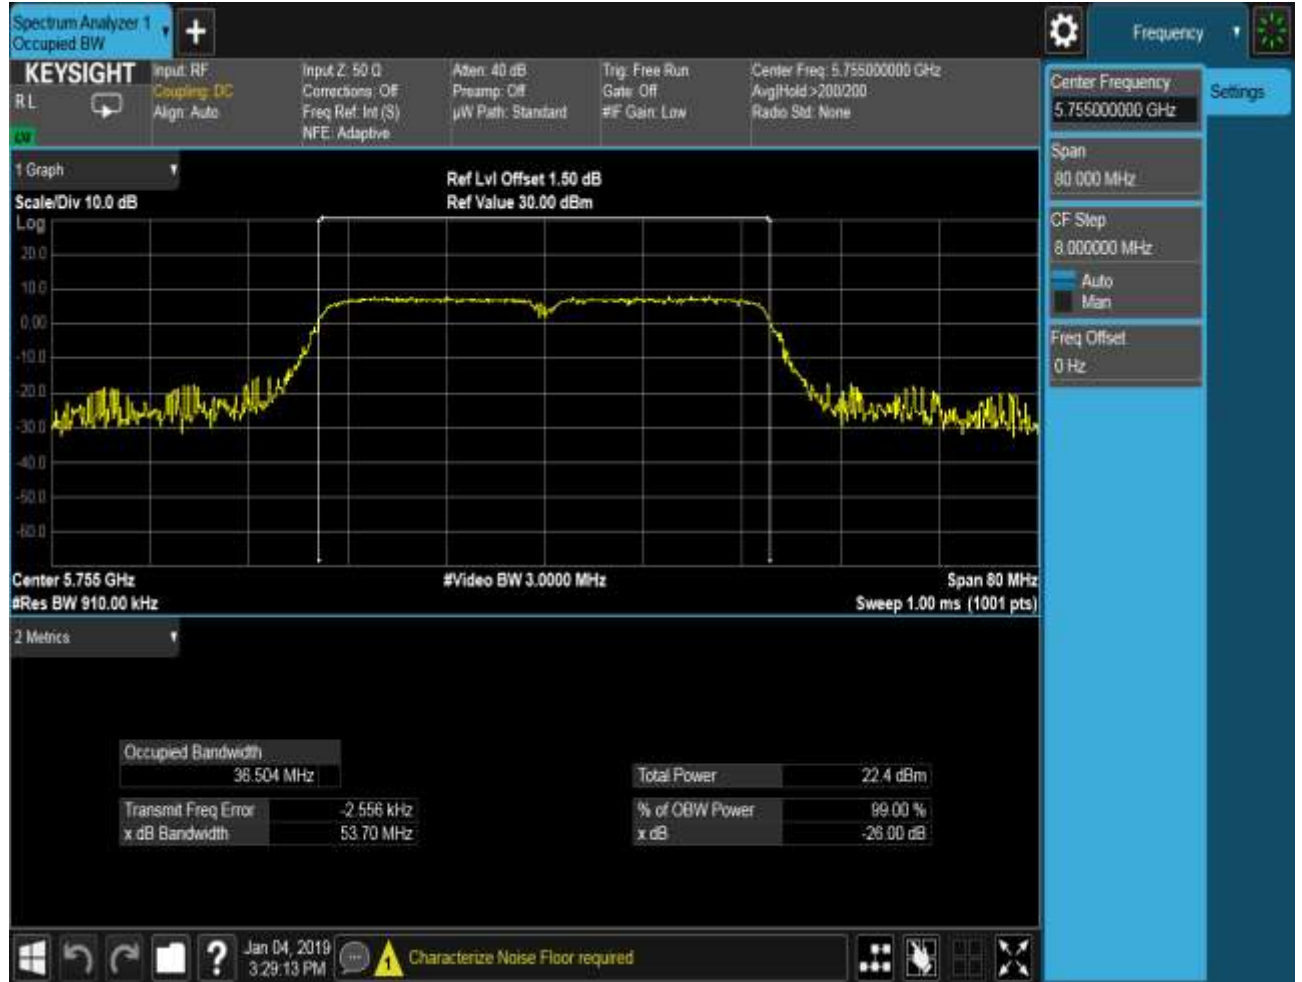 Spectrum Analyzer 1
Occupied BW
+
Frequency
KEYSIGHT
RL
LXI
Input: RF
Coupling: DC
Align: Auto
Input Z: 50 Ω
Corrections: Off
Freq Ref: Int (S)
NFE: Adaptive
Atten: 40 dB
Preamp: Off
µW Path: Standard
Trig: Free Run
Gate: Off
#IF Gain: Low
Center Freq: 5.755000000 GHz
Avg|Hold:>200/200
Radio Std: None
Center Frequency
5.755000000 GHz
Settings
Span
80.000 MHz
CF Step
8.000000 MHz
Auto
Man
Freq Offset
0 Hz
1 Graph
Scale/Div 10.0 dB
Ref Lvl Offset 1.50 dB
Ref Value 30.00 dBm
Log
20.0
10.0
0.00
-10.0
-20.0
-30.0
-40.0
-50.0
-60.0
Center 5.755 GHz
#Video BW 3.0000 MHz
Span 80 MHz
#Res BW 910.00 kHz
Sweep 1.00 ms (1001 pts)
2 Metrics
Occupied Bandwidth
36.504 MHz
Total Power 22.4 dBm
Transmit Freq Error -2.556 kHz
% of OBW Power 99.00 %
x dB Bandwidth 53.70 MHz
x dB -26.00 dB
?
Jan 04, 2019
3:29:13 PM
1
Characterize Noise Floor required